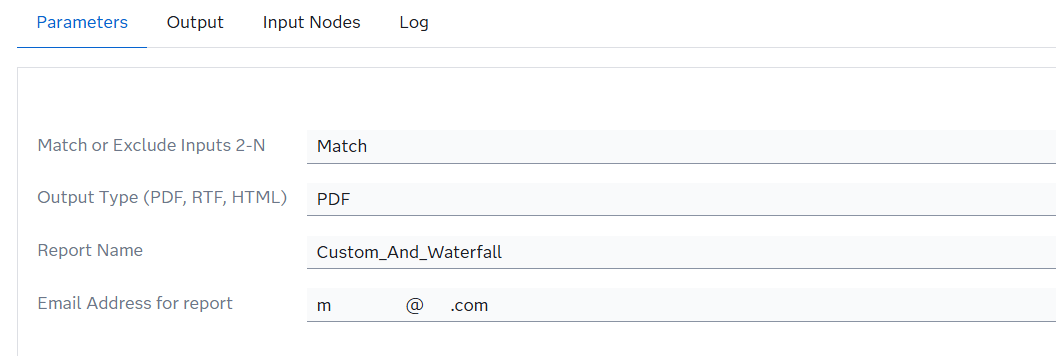 Parameters Output Input Nodes Log
Match or Exclude Inputs 2-N Match
Output Type (PDF, RTF, HTML) PDF
Report Name Custom_And_Waterfall
Email Address for report m @ .com